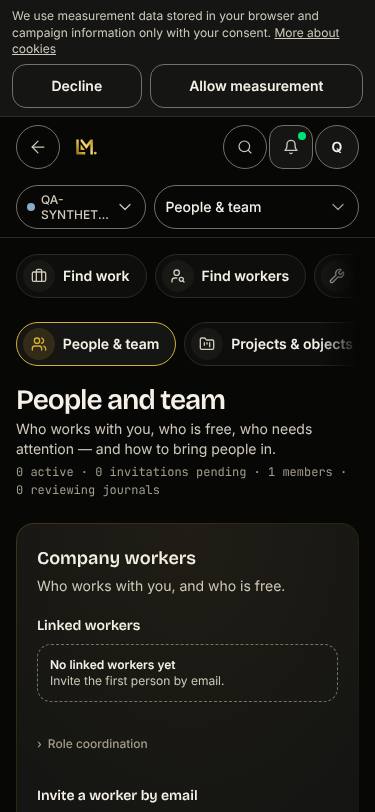 We use measurement data stored in your browser and
campaign information only with your consent. More about
cookies
Decline
Allow measurement
LM.
Q
QA-
SYNTHET...
People & team
Find work
Find workers
People & team
Projects & objects
People and team
Who works with you, who is free, who needs
attention — and how to bring people in.
0 active · 0 invitations pending · 1 members ·
0 reviewing journals
Company workers
Who works with you, and who is free.
Linked workers
No linked workers yet
Invite the first person by email.
› Role coordination
Invite a worker by email